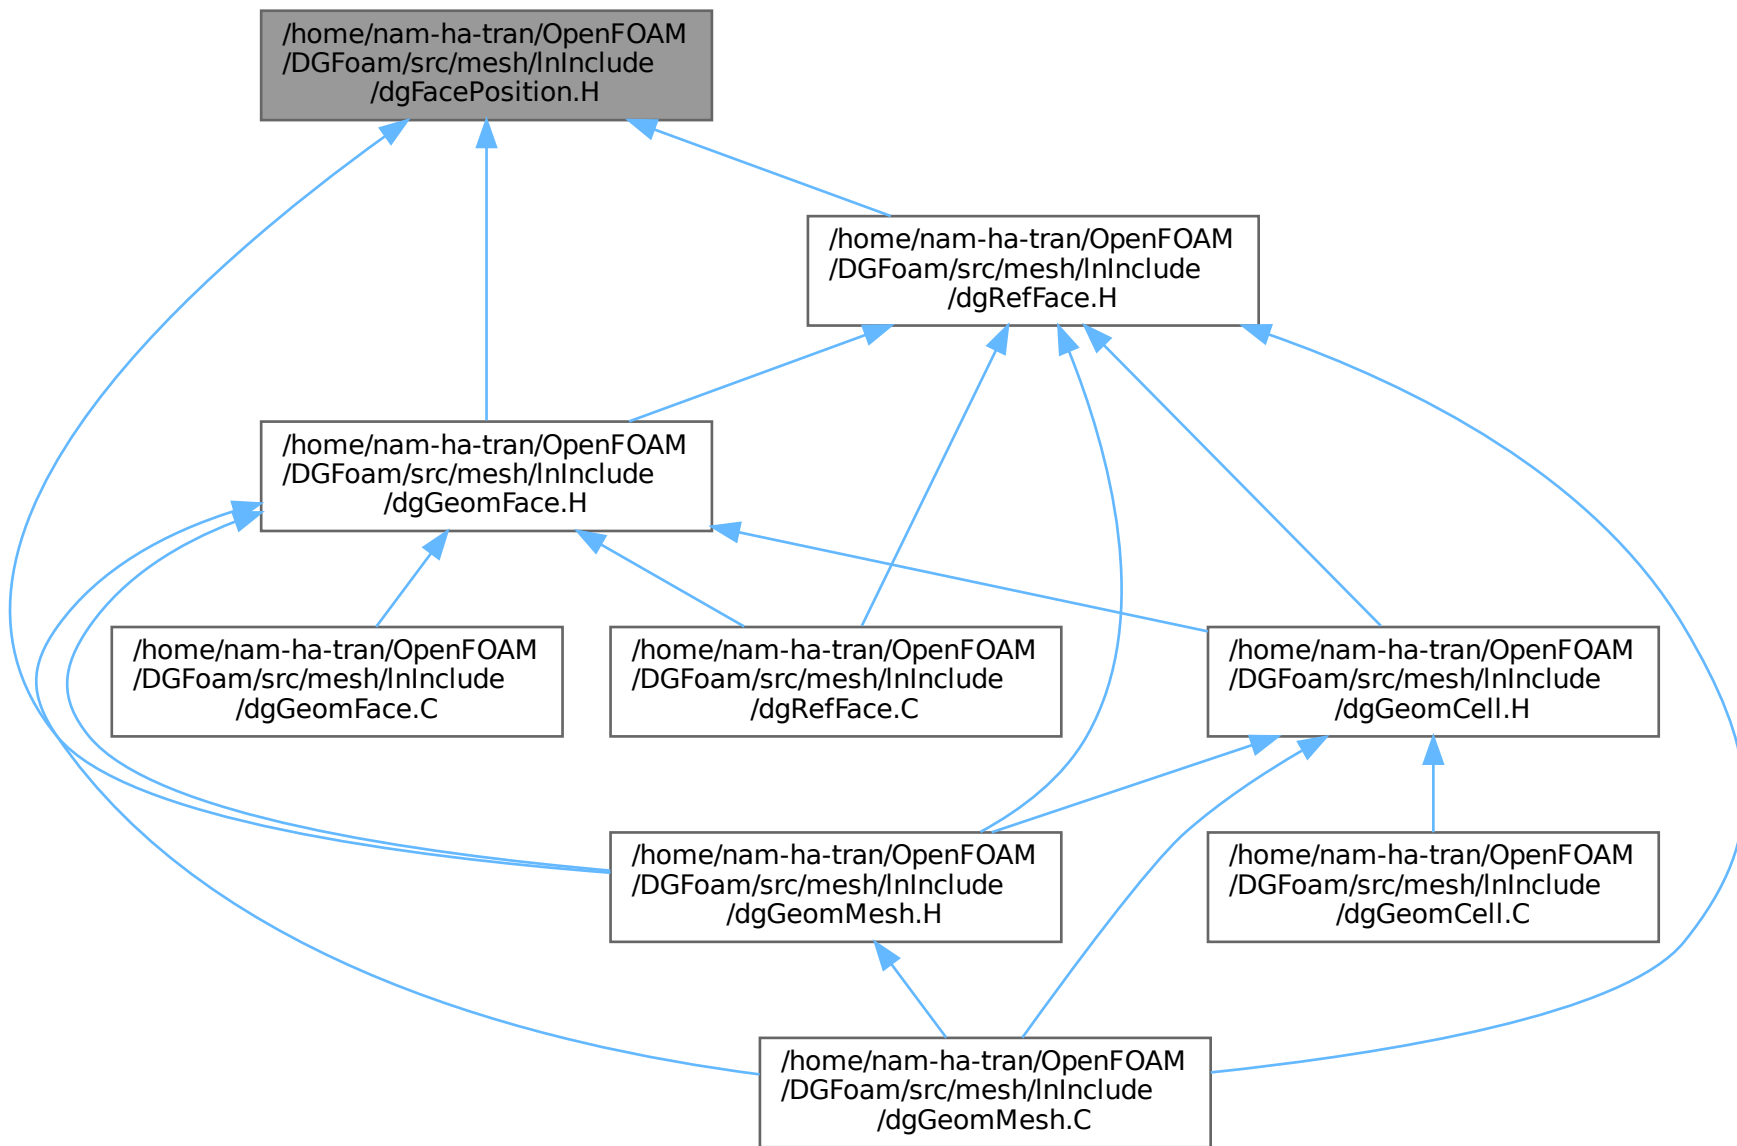 /home/nam-ha-tran/OpenFOAM
/DGFoam/src/mesh/lnInclude
/dgFacePosition.H
/home/nam-ha-tran/OpenFOAM
/DGFoam/src/mesh/lnInclude
/dgRefFace.H
/home/nam-ha-tran/OpenFOAM
/DGFoam/src/mesh/lnInclude
/dgGeomFace.H
/home/nam-ha-tran/OpenFOAM
/DGFoam/src/mesh/lnInclude
/dgGeomFace.C
/home/nam-ha-tran/OpenFOAM
/DGFoam/src/mesh/lnInclude
/dgRefFace.C
/home/nam-ha-tran/OpenFOAM
/DGFoam/src/mesh/lnInclude
/dgGeomCell.H
/home/nam-ha-tran/OpenFOAM
/DGFoam/src/mesh/lnInclude
/dgGeomMesh.H
/home/nam-ha-tran/OpenFOAM
/DGFoam/src/mesh/lnInclude
/dgGeomCell.C
/home/nam-ha-tran/OpenFOAM
/DGFoam/src/mesh/lnInclude
/dgGeomMesh.C